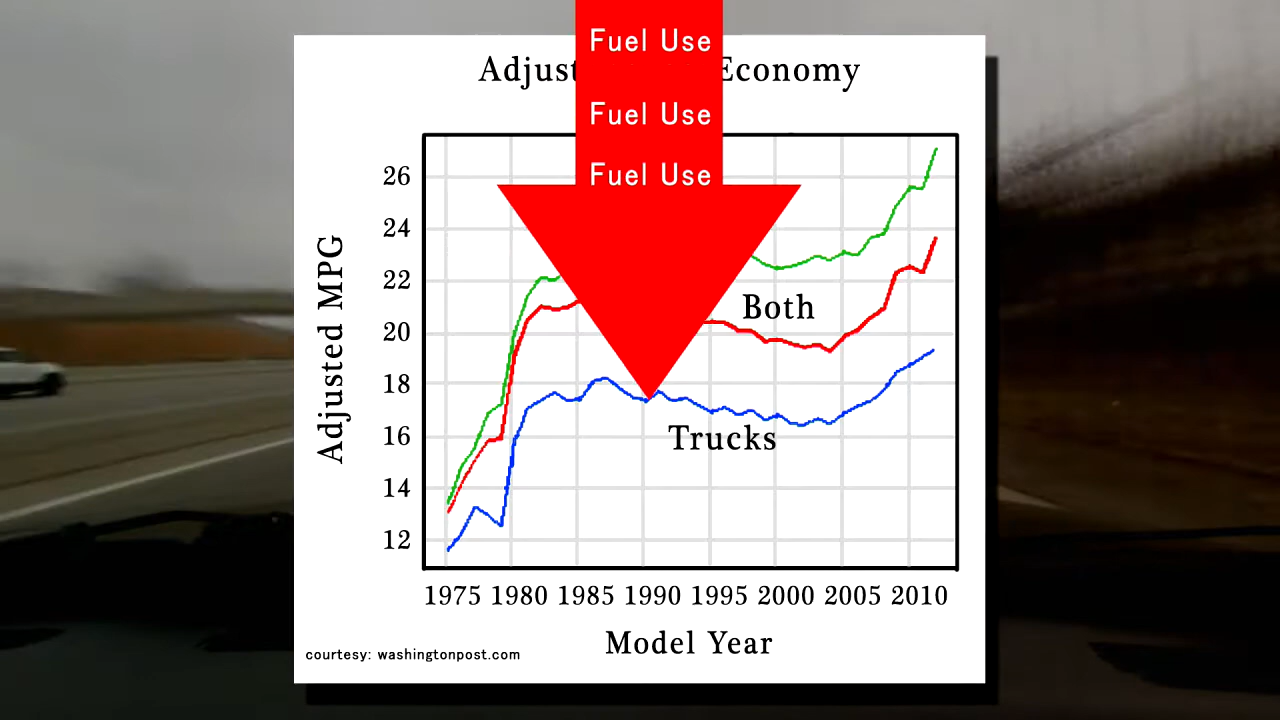 Fuel Use
Adjust Economy
Fuel Use
Fuel Use
26
24
22
20
18
16
14
12
Adjusted MPG
Both
Trucks
1975 1980 1985 1990 1995 2000 2005 2010
Model Year
courtesy: washingtonpost.com